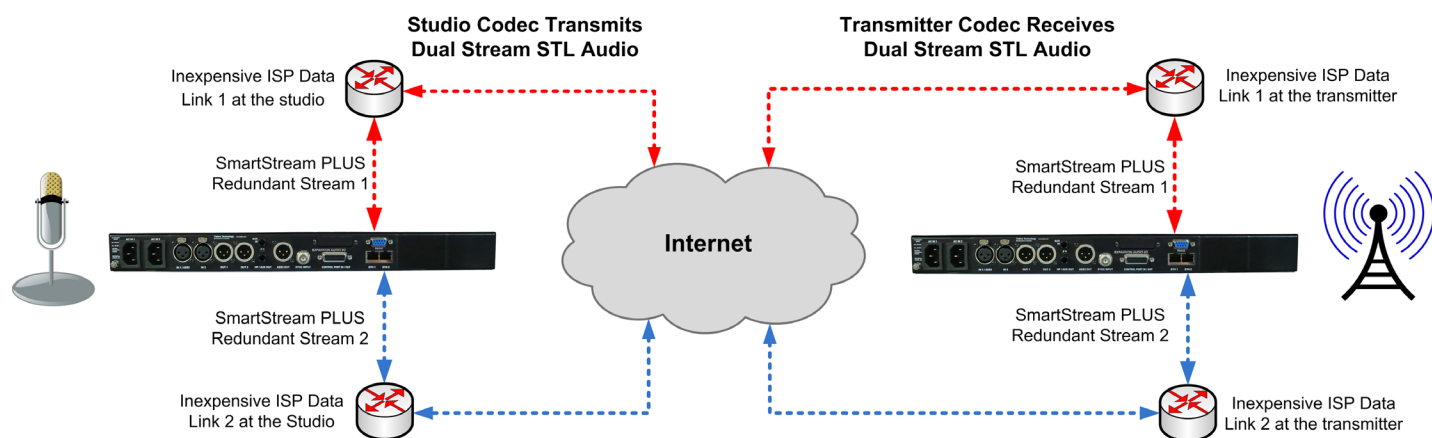 Studio Codec Transmits
Dual Stream STL Audio
Transmitter Codec Receives
Dual Stream STL Audio
Inexpensive ISP Data
Link 1 at the studio
Inexpensive ISP Data
Link 1 at the transmitter
SmartStream PLUS
Redundant Stream 1
SmartStream PLUS
Redundant Stream 1
Internet
SmartStream PLUS
Redundant Stream 2
SmartStream PLUS
Redundant Stream 2
Inexpensive ISP Data
Link 2 at the Studio
Inexpensive ISP Data
Link 2 at the transmitter